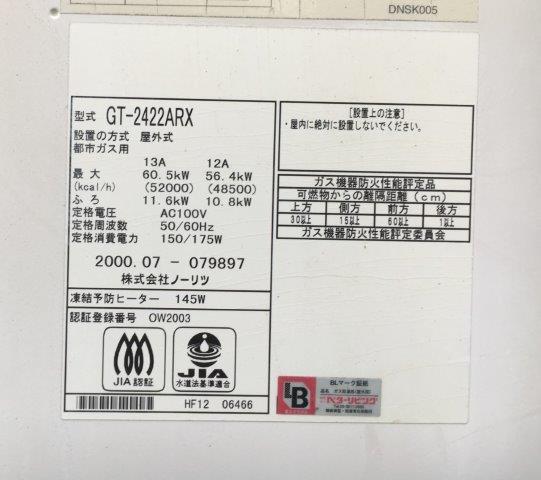 DNSK005
型式 GT-2422ARX
設置の方式 屋外式
都市ガス用
13A 12A
最大 60.5kW 56.4kW
(kcal/h) (52000) (48500)
ふろ 11.6kW 10.8kW
定格電圧 AC100V
定格周波数 50/60Hz
定格消費電力 150/175W
2000.07 - 079897
株式会社ノーリツ
凍結予防ヒーター 145W
認証登録番号 OW2003
JIA 認証
JIA
水道法基準適合
HF12 06466
[設置上の注意]
・屋内に絶対に設置しないでください。
ガス機器防火性能評定品
可燃物からの離隔距離(cm)
上方 側方 前方 後方
30以上 15以上 60以上 1以上
ガス機器防火性能評定委員会
LB
BLマーク証紙
ベターリビング